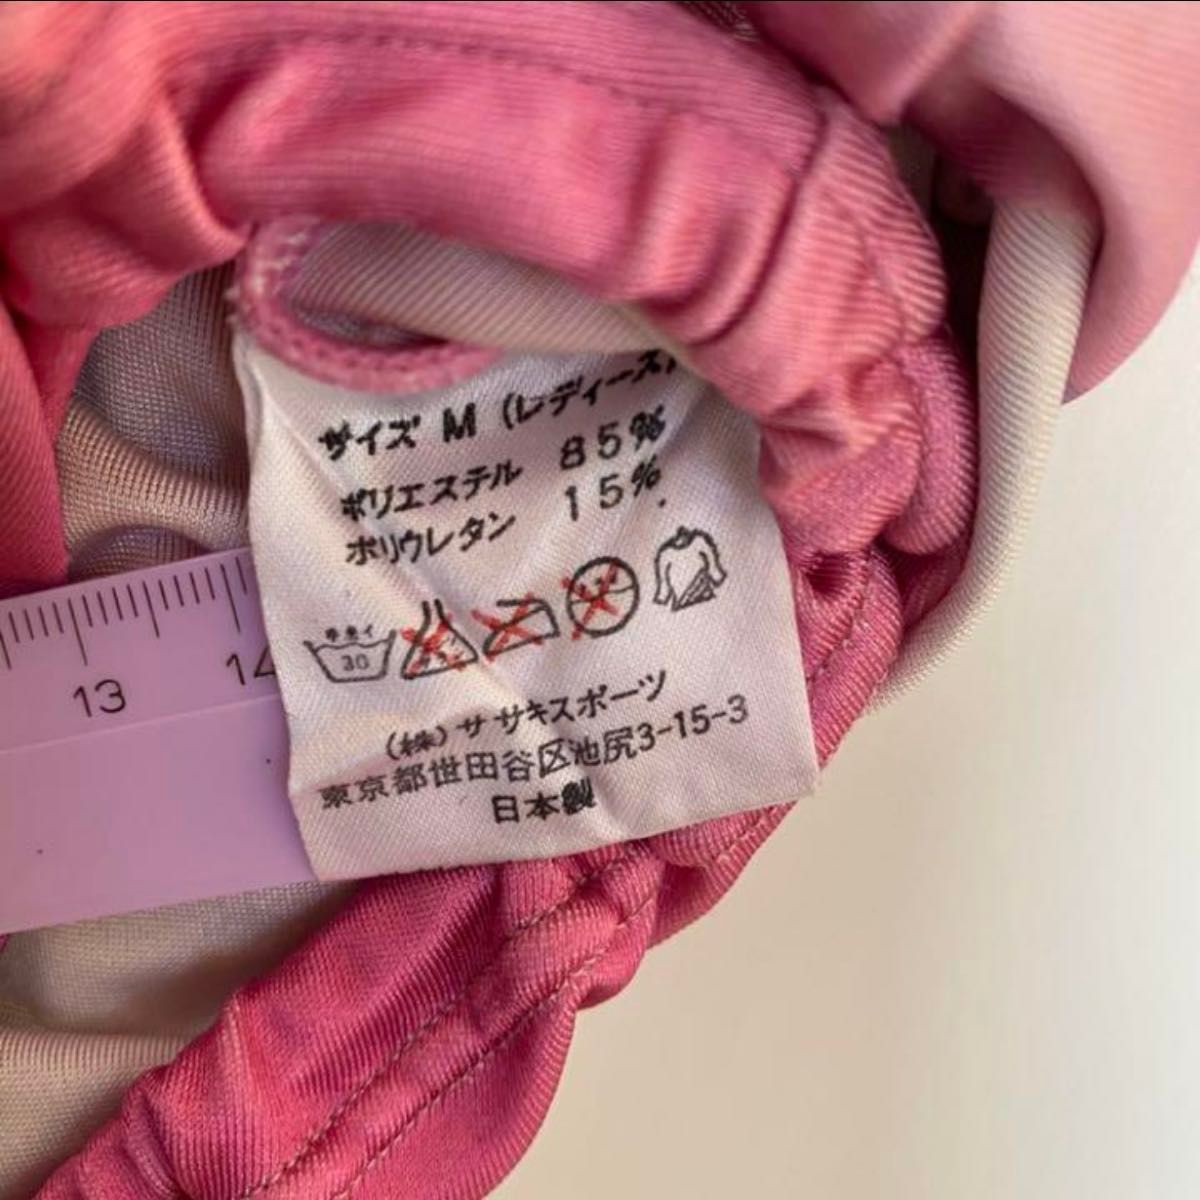 サイズ M (レディース)
ポリエステル 85%
ポリウレタン 15%
中性イ 30
(株)ササキスポーツ
東京都世田谷区池尻3-15-3
日本製
13 14